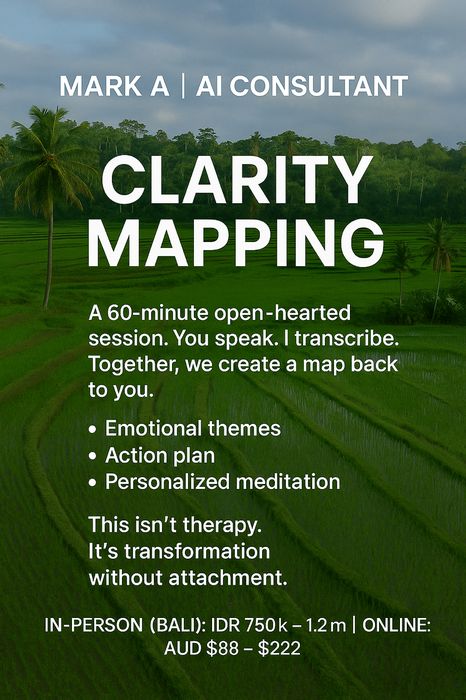 MARK A | AI CONSULTANT
CLARITY
MAPPING
A 60-minute open-hearted
session. You speak. I transcribe.
Together, we create a map back
to you.
• Emotional themes
• Action plan
• Personalized meditation
This isn’t therapy.
It’s transformation
without attachment.
IN-PERSON (BALI): IDR 750k – 1.2m | ONLINE:
AUD $88 – $222